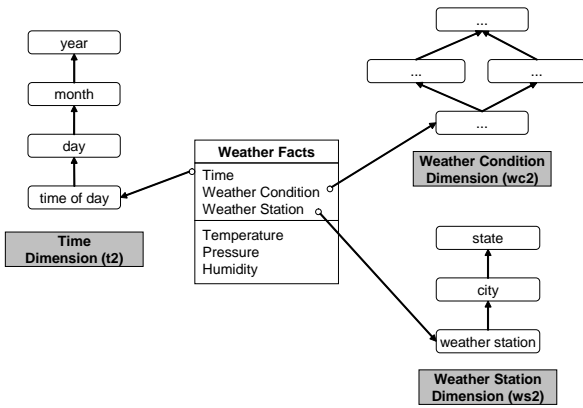 year
month
day
time of day
Time
Dimension (t2)
Weather Facts
Time
Weather Condition
Weather Station
Temperature
Pressure
Humidity
...
...
...
...
Weather Condition
Dimension (wc2)
state
city
weather station
Weather Station
Dimension (ws2)